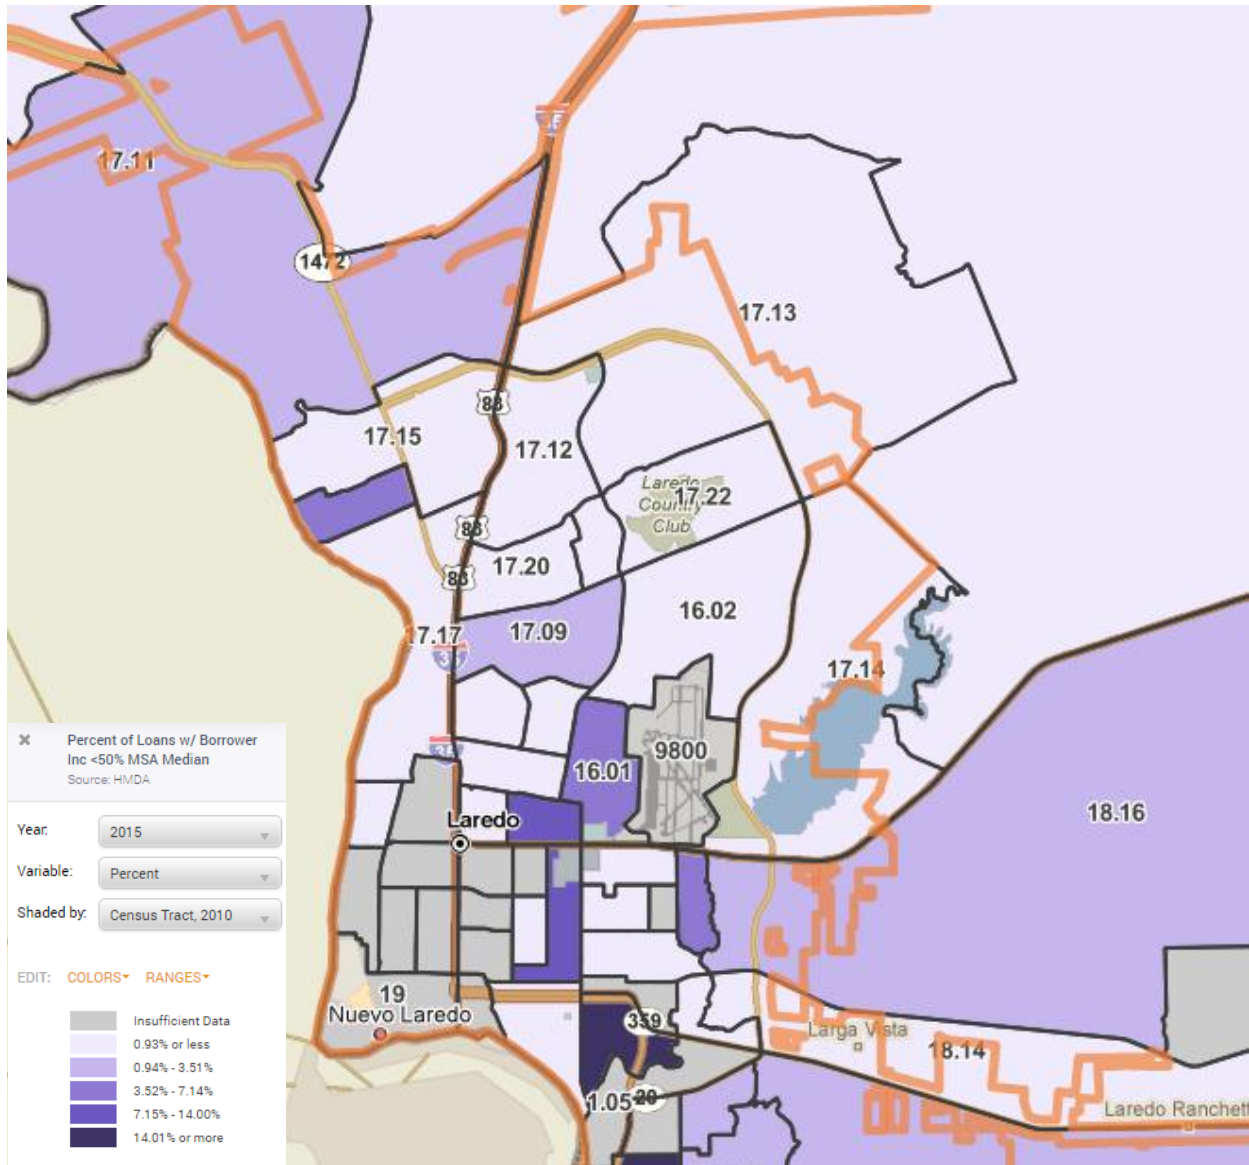 35
17.11
1472
17.13
83
17.15
17.12
Laredo
Country
Club
17.22
83
17.20
83
16.02
17.17
17.09
35
17.14
✖ Percent of Loans w/ Borrower
Inc <50% MSA Median
Source: HMDA
35
16.01
9800
18.16
Laredo
Year: 2015
Variable: Percent
Shaded by: Census Tract, 2010
EDIT: COLORS▾ RANGES▾
Insufficient Data
0.93% or less
0.94% - 3.51%
3.52% - 7.14%
7.15% - 14.00%
14.01% or more
19
Nuevo Laredo
359
Larga Vista
18.14
1.05
20
Laredo Ranchett